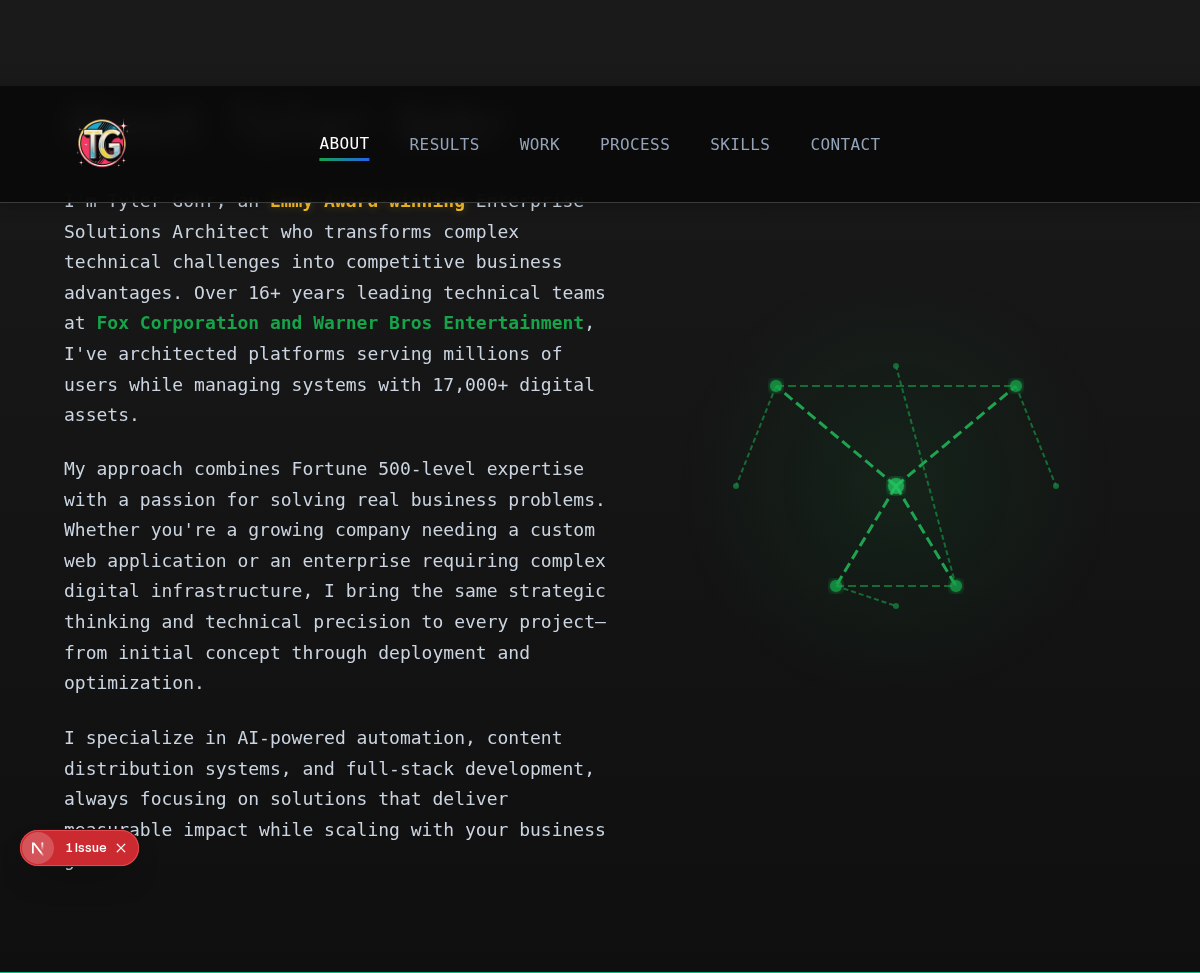 TG
ABOUT
RESULTS
WORK
PROCESS
SKILLS
CONTACT
I'm Tyler Gohr, an Emmy Award-winning Enterprise
Solutions Architect who transforms complex
technical challenges into competitive business
advantages. Over 16+ years leading technical teams
at Fox Corporation and Warner Bros Entertainment,
I've architected platforms serving millions of
users while managing systems with 17,000+ digital
assets.
My approach combines Fortune 500-level expertise
with a passion for solving real business problems.
Whether you're a growing company needing a custom
web application or an enterprise requiring complex
digital infrastructure, I bring the same strategic
thinking and technical precision to every project—
from initial concept through deployment and
optimization.
I specialize in AI-powered automation, content
distribution systems, and full-stack development,
always focusing on solutions that deliver
measurable impact while scaling with your business
N 1 Issue